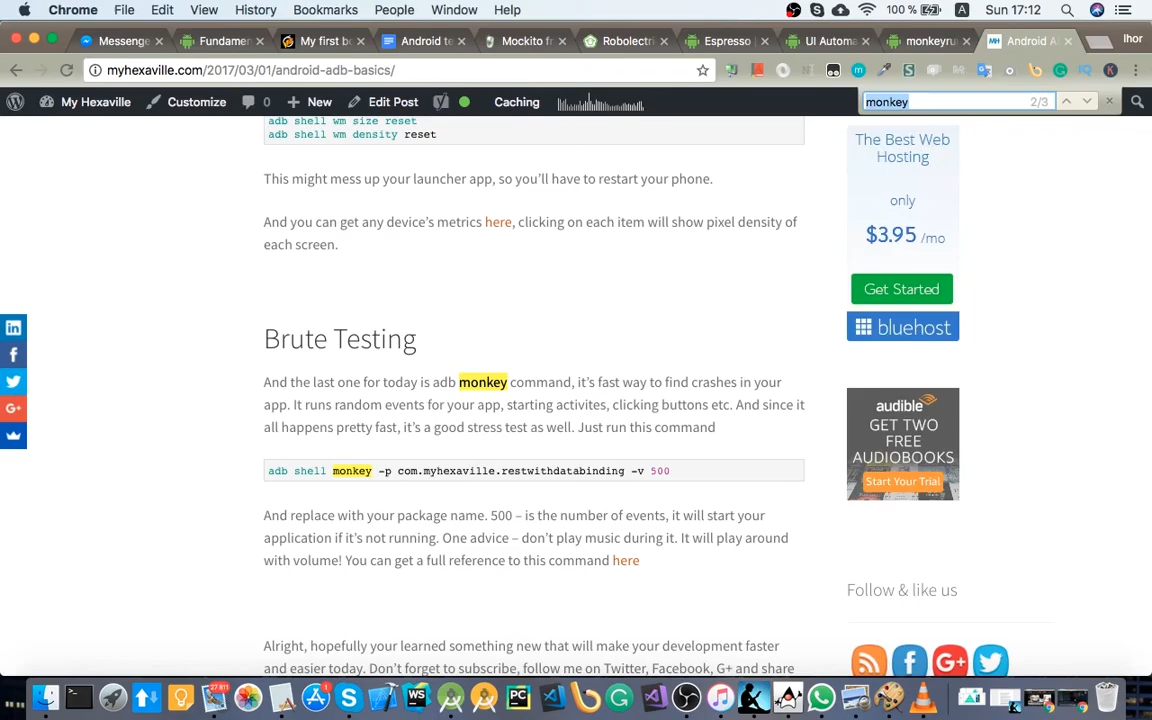 Chrome File Edit View History Bookmarks People Window Help 100 % A Sun 17:12
Messenge Fundamen My first bo Android te Mockito fr Robolectri Espresso UI Automa monkeyrun Android A Ihor
myhexaville.com/2017/03/01/android-adb-basics/
My Hexaville Customize 0 New Edit Post Caching
monkey 2/3
adb shell wm size reset
adb shell wm density reset
This might mess up your launcher app, so you'll have to restart your phone.
And you can get any device's metrics here, clicking on each item will show pixel density of
each screen.
Brute Testing
And the last one for today is adb monkey command, it's fast way to find crashes in your
app. It runs random events for your app, starting activites, clicking buttons etc. And since it
all happens pretty fast, it's a good stress test as well. Just run this command
adb shell monkey -p com.myhexaville.restwithdatabinding -v 500
And replace with your package name. 500 – is the number of events, it will start your
application if it's not running. One advice – don't play music during it. It will play around
with volume! You can get a full reference to this command here
Alright, hopefully your learned something new that will make your development faster
and easier today. Don't forget to subscribe, follow me on Twitter, Facebook, G+ and share
The Best Web
Hosting
only
$3.95 /mo
Get Started
bluehost
audible
GET TWO
FREE
AUDIOBOOKS
Start Your Trial
Follow & like us
G+
G+
WS
PC